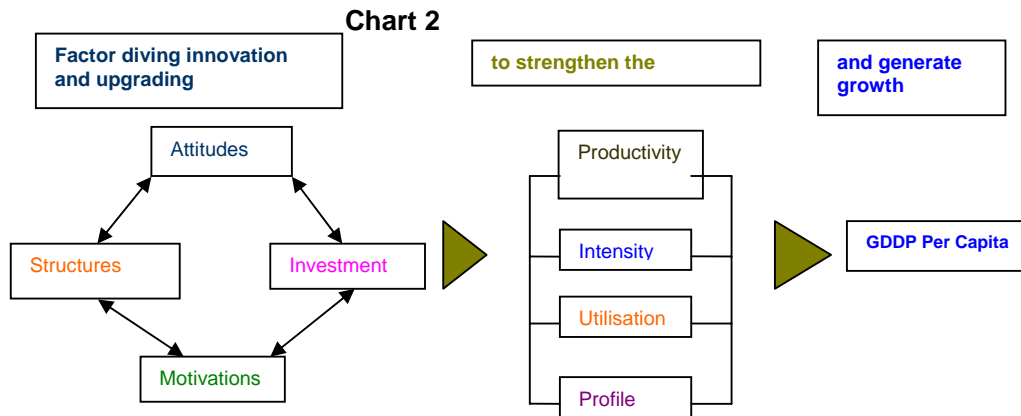 Chart 2
Factor diving innovation
and upgrading
to strengthen the
and generate
growth
Attitudes
Structures
Investment
Motivations
Productivity
Intensity
Utilisation
Profile
GDDP Per Capita